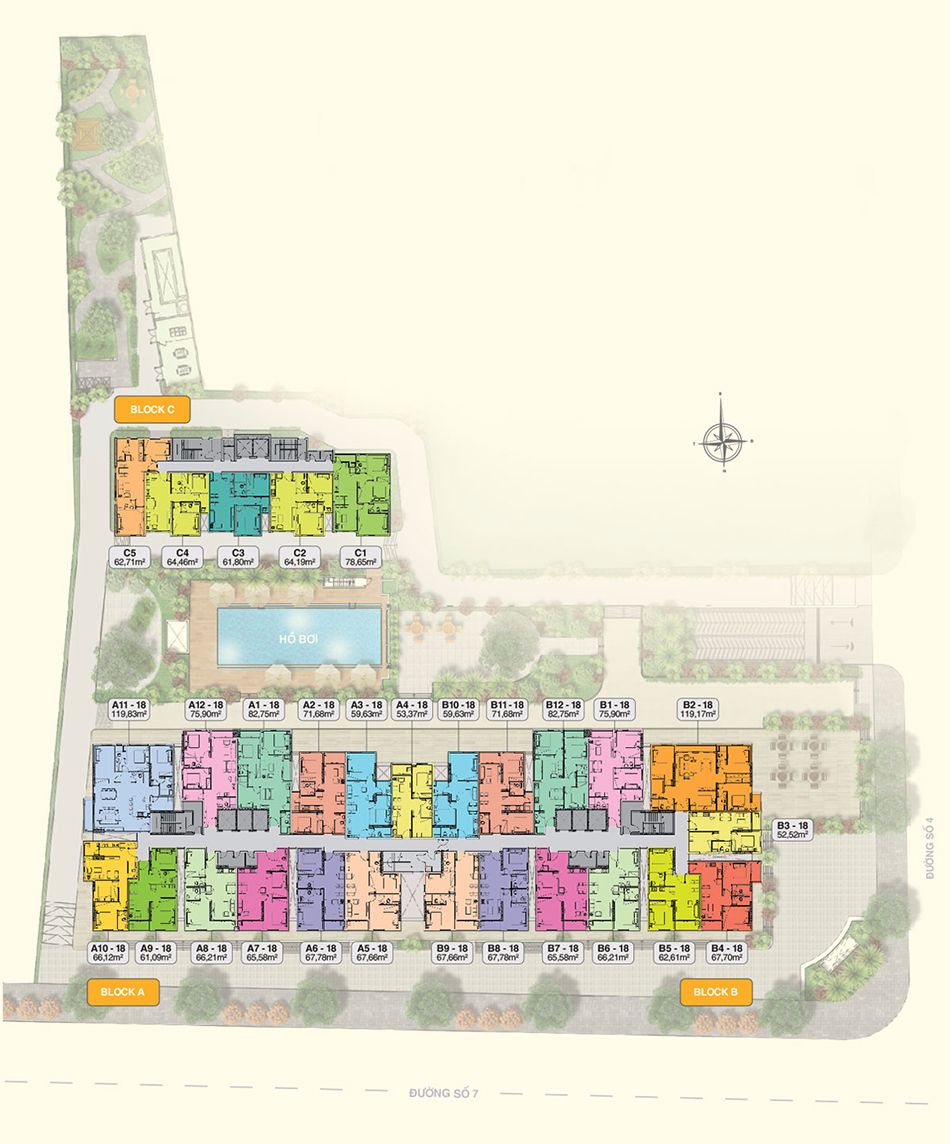 BLOCK C
C5
62,71m²
C4
64,46m²
C3
61,80m²
C2
64,19m²
C1
78,65m²
HỒ BƠI
A11 - 18
119,83m²
A12 - 18
75,90m²
A1 - 18
82,75m²
A2 - 18
71,68m²
A3 - 18
59,63m²
A4 - 18
53,37m²
B10 - 18
59,63m²
B11 - 18
71,68m²
B12 - 18
82,75m²
B1 - 18
75,90m²
B2 - 18
119,17m²
B3 - 18
52,52m²
ĐƯỜNG SỐ 4
A10 - 18
66,12m²
A9 - 18
61,09m²
A8 - 18
66,21m²
A7 - 18
65,58m²
A6 - 18
67,78m²
A5 - 18
67,66m²
B9 - 18
67,66m²
B8 - 18
67,78m²
B7 - 18
65,58m²
B6 - 18
66,21m²
B5 - 18
62,61m²
B4 - 18
67,70m²
BLOCK A
BLOCK B
ĐƯỜNG SỐ 7